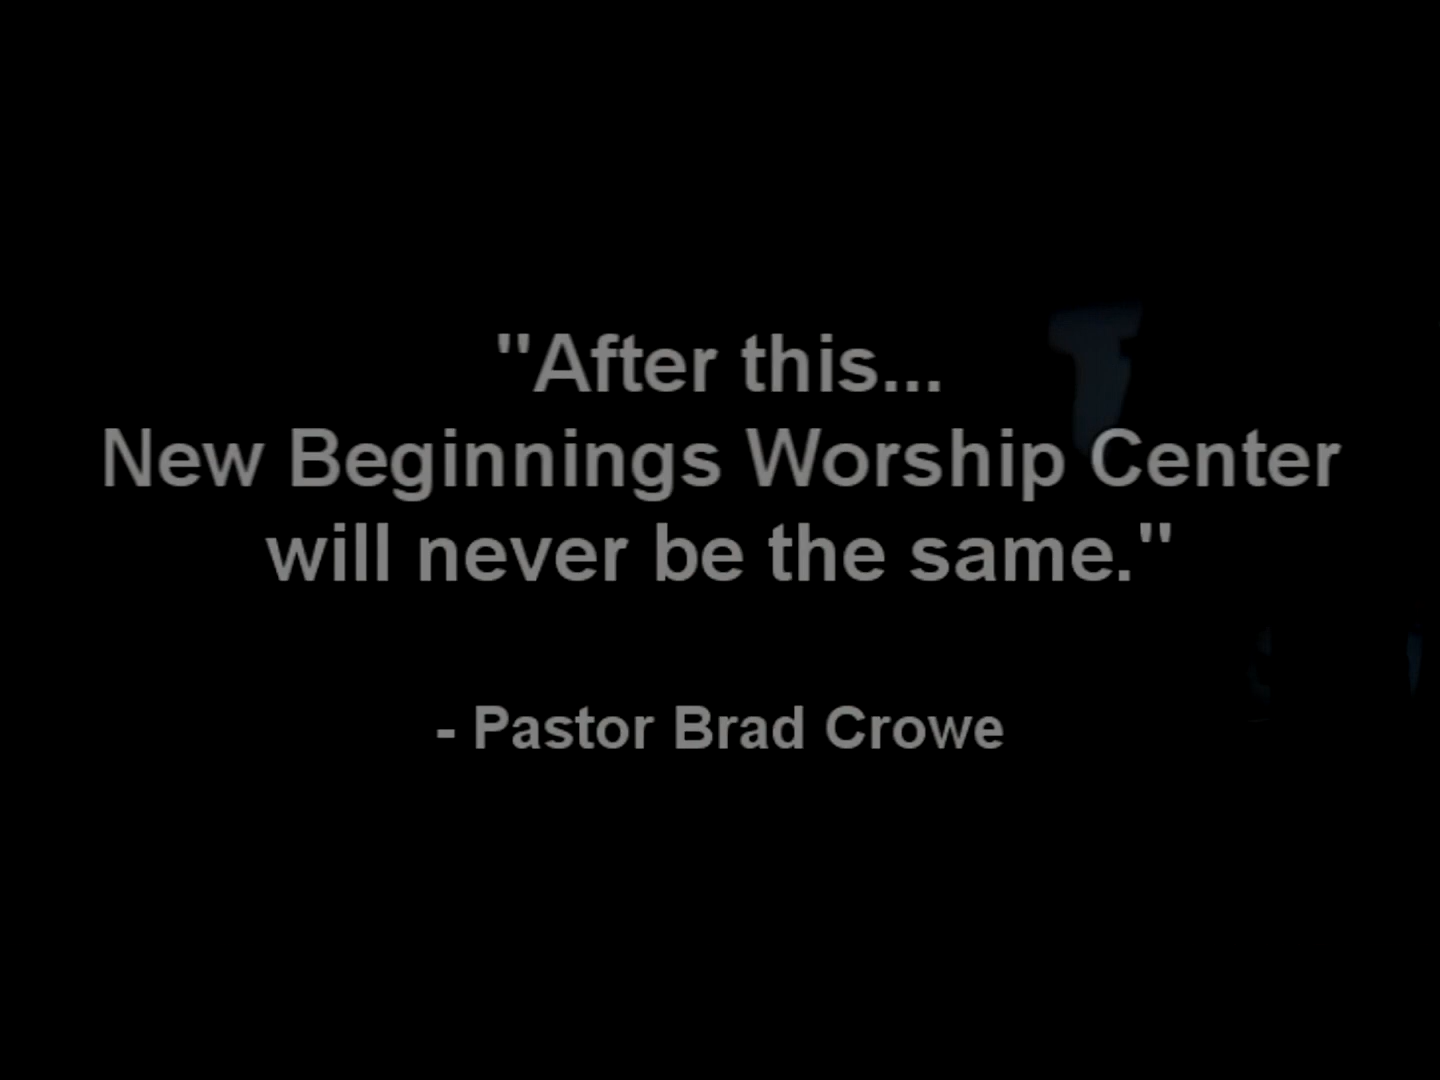 "After this...
New Beginnings Worship Center
will never be the same."
- Pastor Brad Crowe